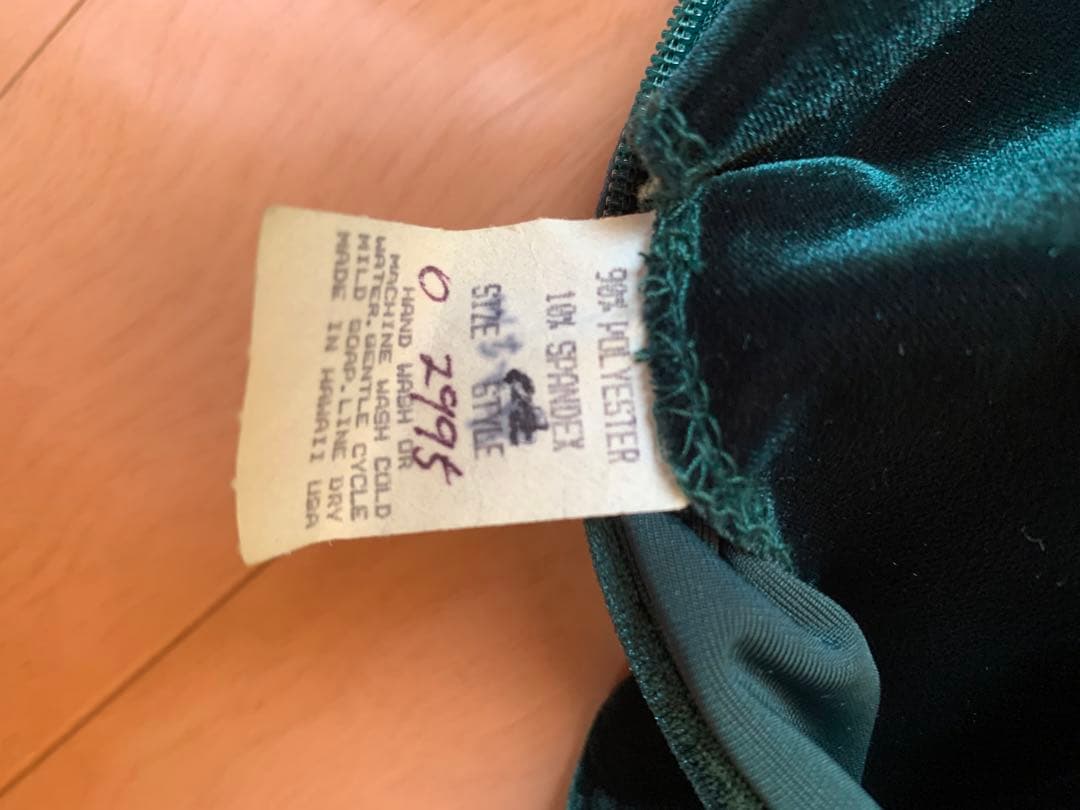 90% POLYESTER
10% SPANDEX
SIZE STYLE
0 2995
HAND WASH OR
MACHINE WASH COLD
WATER. GENTLE CYCLE
MILD SOAP. LINE DRY
MADE IN HAWAII USA